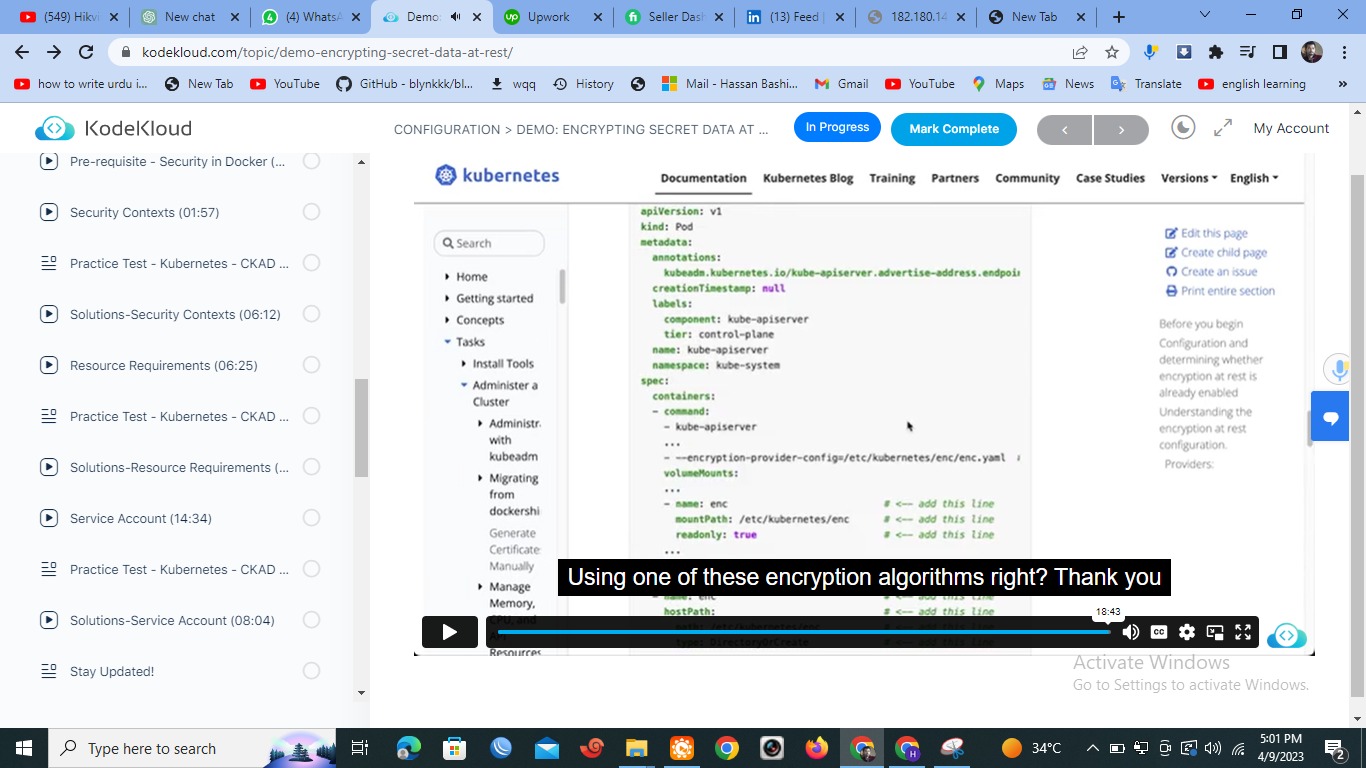 (549) Hikvi
New chat
(4) WhatsA
Demo:
Upwork
Seller Dash
(13) Feed |
182.180.14
New Tab
kodekloud.com/topic/demo-encrypting-secret-data-at-rest/
how to write urdu i...
New Tab
YouTube
GitHub - blynkkk/bl...
wqq
History
Mail - Hassan Bashi...
Gmail
YouTube
Maps
News
Translate
english learning
»
KodeKloud
CONFIGURATION > DEMO: ENCRYPTING SECRET DATA AT ...
In Progress
Mark Complete
< >
My Account
Pre-requisite - Security in Docker (...
Security Contexts (01:57)
Practice Test - Kubernetes - CKAD ...
Solutions-Security Contexts (06:12)
Resource Requirements (06:25)
Practice Test - Kubernetes - CKAD ...
Solutions-Resource Requirements (...
Service Account (14:34)
Practice Test - Kubernetes - CKAD ...
Solutions-Service Account (08:04)
Stay Updated!
kubernetes
Documentation
Kubernetes Blog
Training
Partners
Community
Case Studies
Versions
English
Search
Home
Getting started
Concepts
Tasks
Install Tools
Administer a
Cluster
Administr.
with
kubeadm
Migrating
from
dockershi
Generate
Certificate:
Manually
Manage
Memory,
CPU, and
Resources
apiVersion: v1
kind: Pod
metadata:
annotations:
kubeadm.kubernetes.io/kube-apiserver.advertise-address.endpoin
creationTimestamp: null
labels:
component: kube-apiserver
tier: control-plane
name: kube-apiserver
namespace: kube-system
spec:
containers:
- command:
- kube-apiserver
...
- --encryption-provider-config=/etc/kubernetes/enc/enc.yaml #
volumeMounts:
...
- name: enc # <-- add this line
mountPath: /etc/kubernetes/enc # <-- add this line
readonly: true # <-- add this line
...
- name: enc # <-- add this line
hostPath: # <-- add this line
path: /etc/kubernetes/enc # <-- add this line
type: DirectoryOrCreate # <-- add this line
Edit this page
Create child page
Create an issue
Print entire section
Before you begin
Configuration and
determining whether
encryption at rest is
already enabled
Understanding the
encryption at rest
configuration.
Providers:
Using one of these encryption algorithms right? Thank you
18:43
CC
Activate Windows
Go to Settings to activate Windows.
Type here to search
34°C
5:01 PM
4/9/2023
2